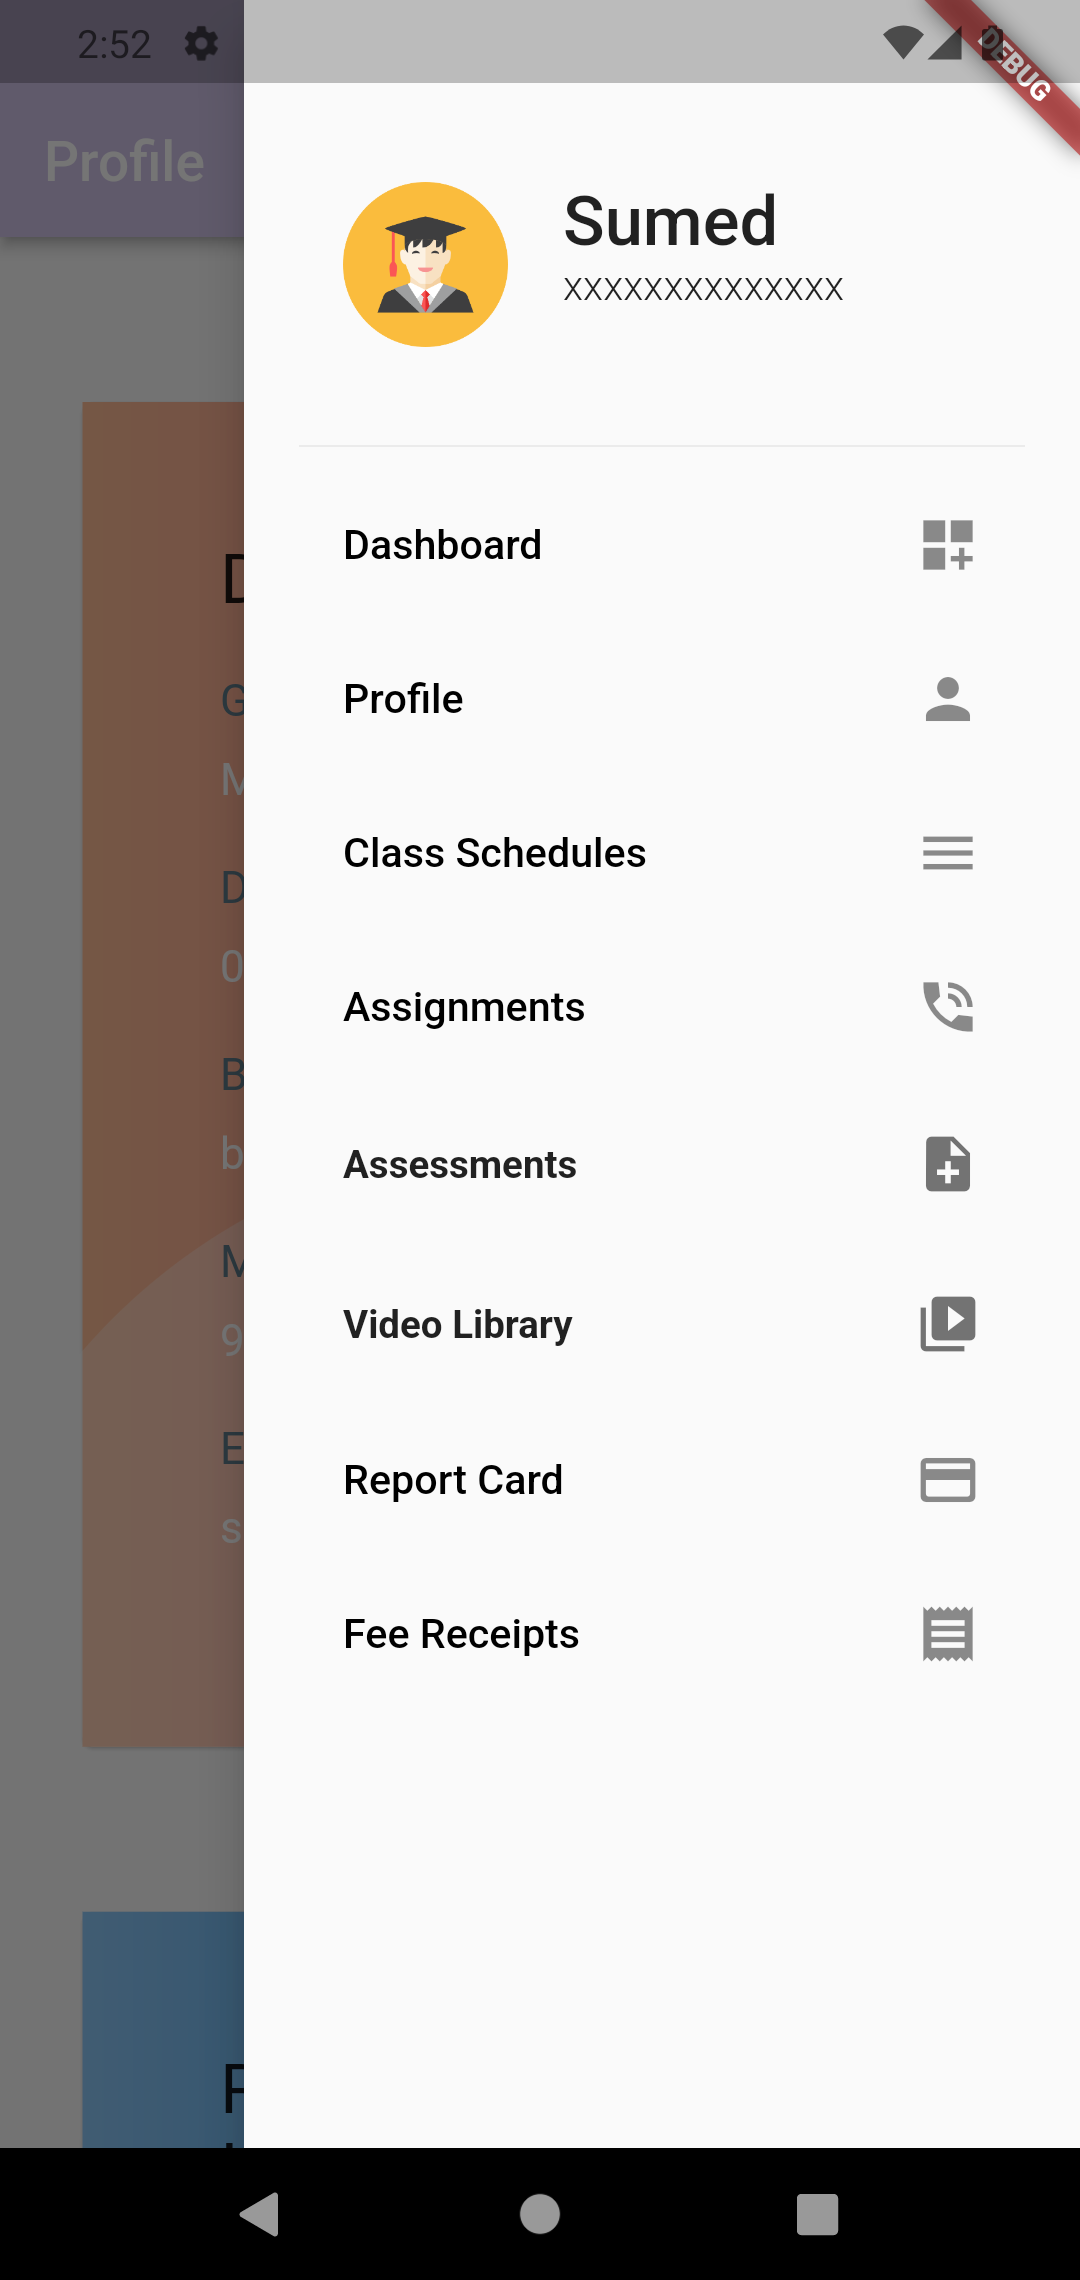 2:52
DEBUG
Profile
Sumed
XXXXXXXXXXXXXX
Dashboard
Profile
Class Schedules
Assignments
Assessments
Video Library
Report Card
Fee Receipts
D
G
M
D
0
B
b
M
9
E
s